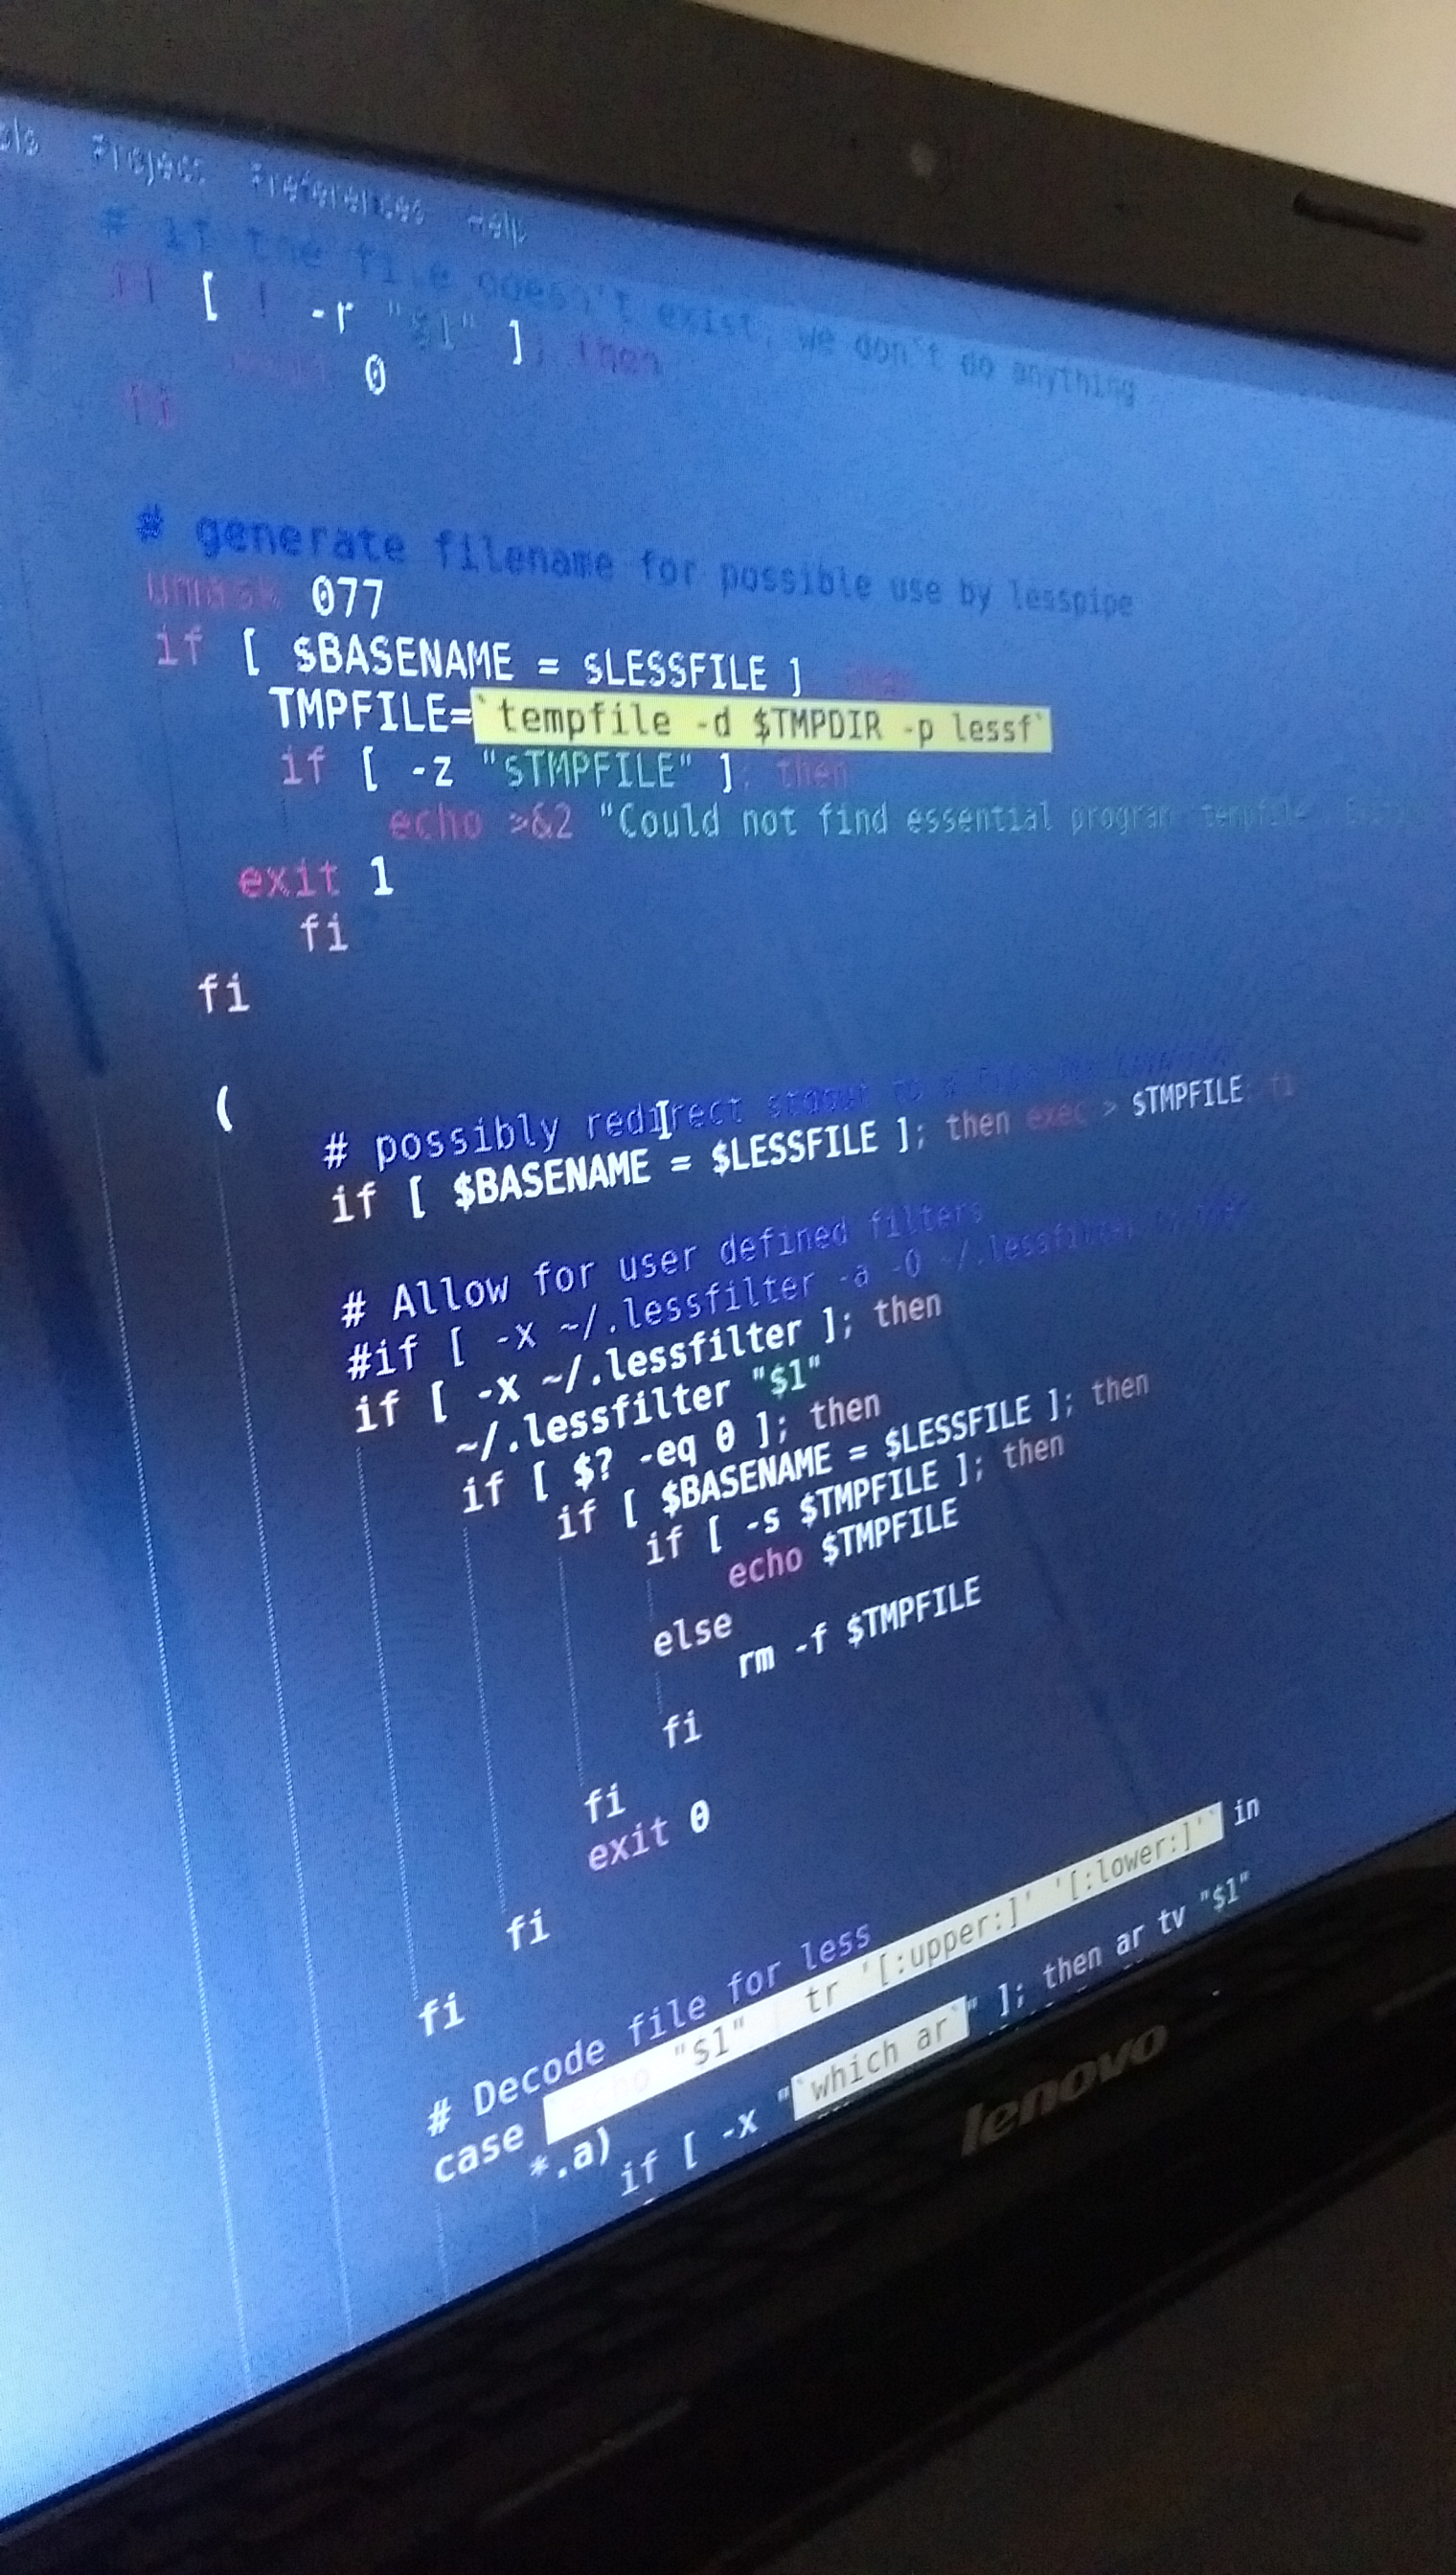 Project Preferences Help
# if the file doesn't exist, we don't do anything
if [ ! -r "$1" ]; then
0
fi
# generate filename for possible use by lesspipe
umask 077
if [ $BASENAME = $LESSFILE ]
TMPFILE=`tempfile -d $TMPDIR -p lessf`
if [ -z "$TMPFILE" ]; then
echo >&2 "Could not find essential program tempfile
exit 1
fi
fi
(
# possibly redirect stdout to a file for lesspipe
if [ $BASENAME = $LESSFILE ]; then exec > $TMPFILE; fi
# Allow for user defined filters
#if [ -x ~/.lessfilter -a -O ~/.lessfilter ]; then
if [ -x ~/.lessfilter ]; then
~/.lessfilter "$1"
if [ $? -eq 0 ]; then
if [ $BASENAME = $LESSFILE ]; then
if [ -s $TMPFILE ]; then
echo $TMPFILE
else
rm -f $TMPFILE
fi
fi
exit 0
fi
fi
# Decode file for less
case `echo "$1" | tr '[:upper:]' '[:lower:]'` in
*.a)
if [ -x "`which ar`" ]; then ar tv "$1"
lenovo